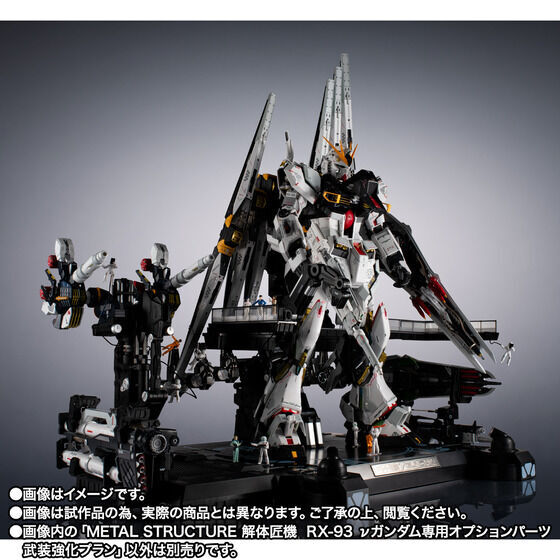 ●画像はイメージです。
●画像は試作品の為、実際の商品とは異なります。ご了承の上、閲覧ください。
●画像内の「METAL STRUCTURE 解体匠機 RX-93 νガンダム専用オプションパーツ
武装強化プラン」以外は別売りです。